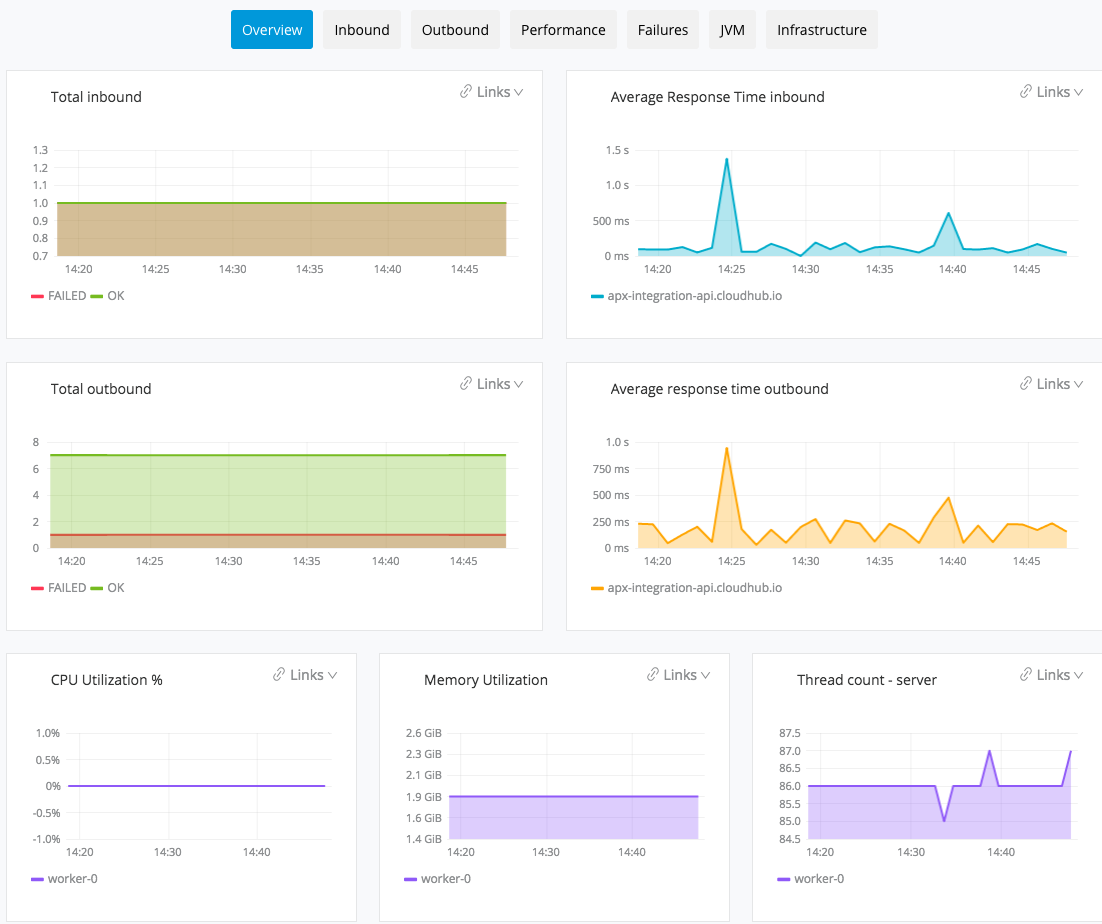 Overview Inbound Outbound Performance Failures JVM Infrastructure
Total inbound
Links
1.3
1.2
1.1
1.0
0.9
0.8
0.7
14:20 14:25 14:30 14:35 14:40 14:45
FAILED OK
Average Response Time inbound
Links
1.5 s
1.0 s
500 ms
0 ms
14:20 14:25 14:30 14:35 14:40 14:45
apx-integration-api.cloudhub.io
Total outbound
Links
8
6
4
2
0
14:20 14:25 14:30 14:35 14:40 14:45
FAILED OK
Average response time outbound
Links
1.0 s
750 ms
500 ms
250 ms
0 ms
14:20 14:25 14:30 14:35 14:40 14:45
apx-integration-api.cloudhub.io
CPU Utilization %
Links
1.0%
0.5%
0%
-0.5%
-1.0%
14:20 14:30 14:40
worker-0
Memory Utilization
Links
2.6 GiB
2.3 GiB
2.1 GiB
1.9 GiB
1.6 GiB
1.4 GiB
14:20 14:30 14:40
worker-0
Thread count - server
Links
87.5
87.0
86.5
86.0
85.5
85.0
84.5
14:20 14:30 14:40
worker-0